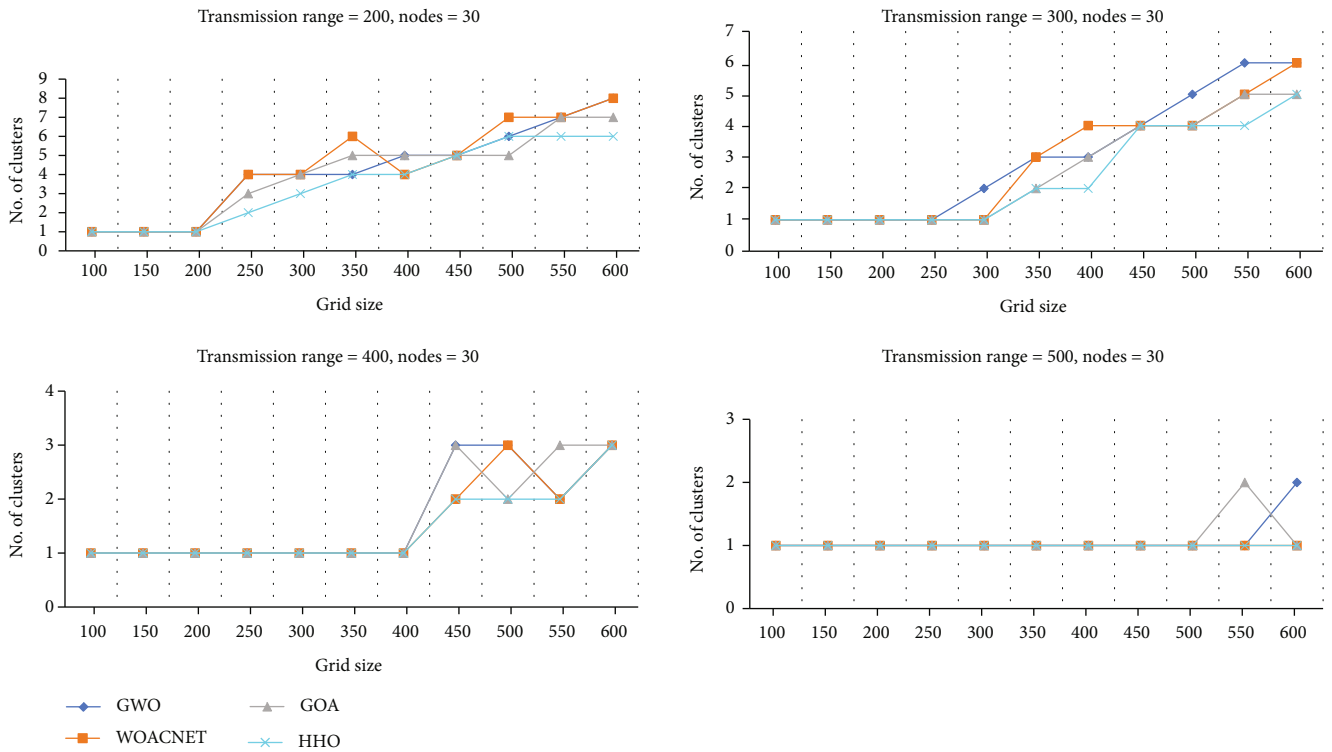 Transmission range = 200, nodes = 30
No. of clusters
9
8
7
6
5
4
3
2
1
0
100 150 200 250 300 350 400 450 500 550 600
Grid size
Transmission range = 300, nodes = 30
No. of clusters
7
6
5
4
3
2
1
0
100 150 200 250 300 350 400 450 500 550 600
Grid size
Transmission range = 400, nodes = 30
No. of clusters
4
3
2
1
0
100 150 200 250 300 350 400 450 500 550 600
Grid size
Transmission range = 500, nodes = 30
No. of clusters
3
2
1
0
100 150 200 250 300 350 400 450 500 550 600
GWO GOA
WOACNET HHO